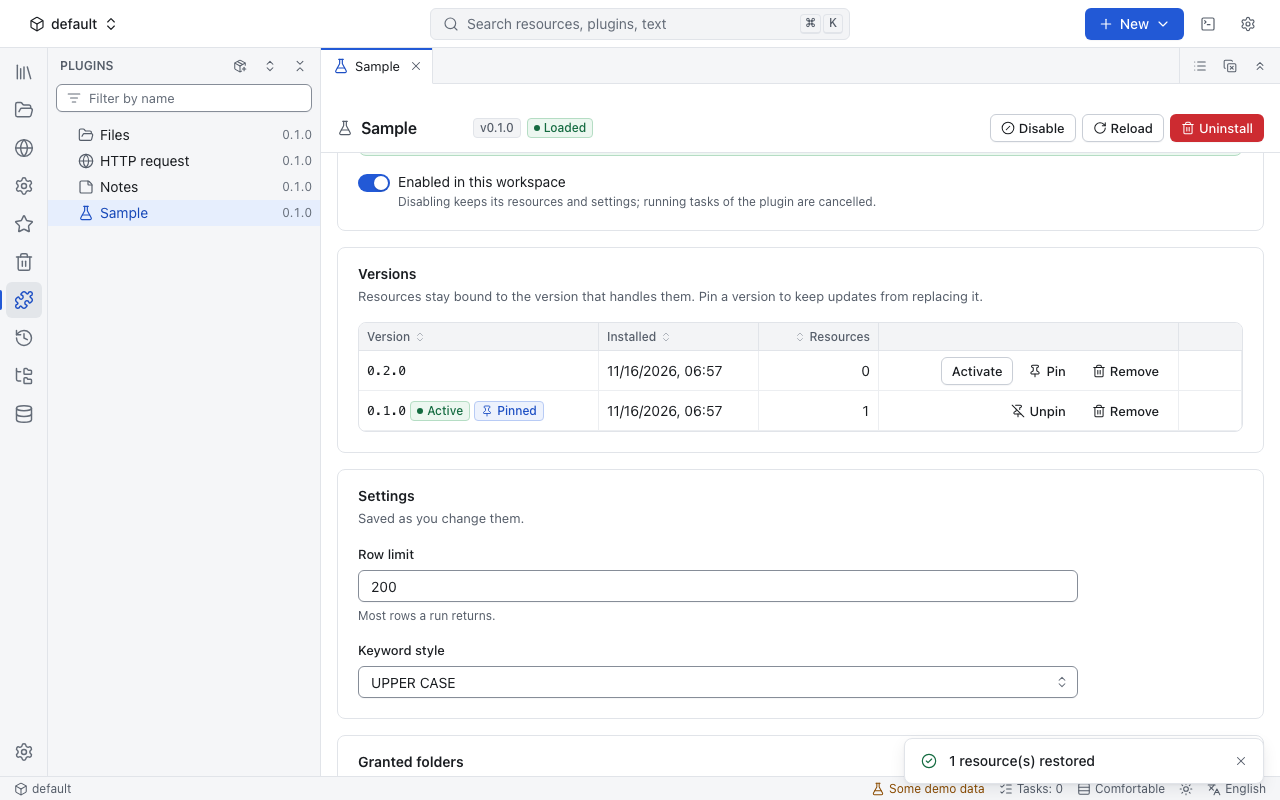 default
Search resources, plugins, text
⌘ K
New
PLUGINS
Filter by name
Files 0.1.0
HTTP request 0.1.0
Notes 0.1.0
Sample 0.1.0
Sample
Sample v0.1.0 Loaded
Disable Reload Uninstall
Enabled in this workspace
Disabling keeps its resources and settings; running tasks of the plugin are cancelled.
Versions
Resources stay bound to the version that handles them. Pin a version to keep updates from replacing it.
Version Installed Resources
0.2.0 11/16/2026, 06:57 0 Activate Pin Remove
0.1.0 Active Pinned 11/16/2026, 06:57 1 Unpin Remove
Settings
Saved as you change them.
Row limit
200
Most rows a run returns.
Keyword style
UPPER CASE
Granted folders
1 resource(s) restored
default
Some demo data Tasks: 0 Comfortable English